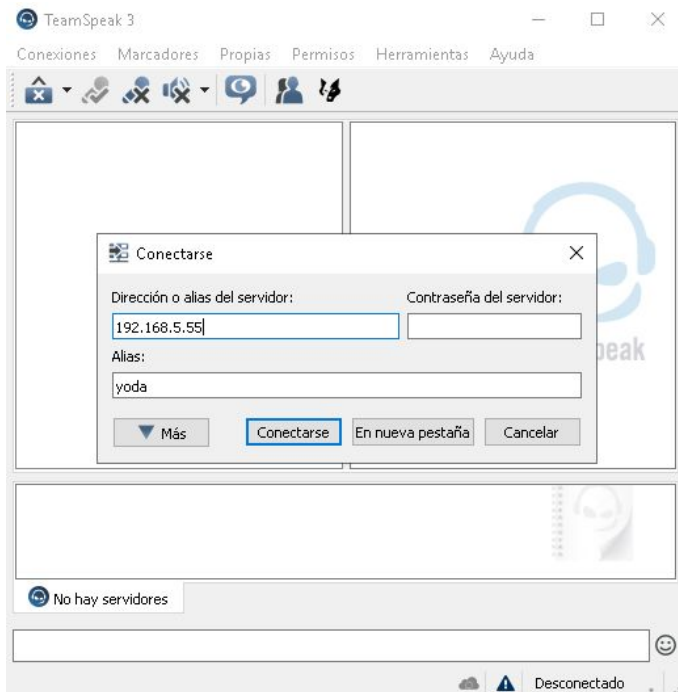 TeamSpeak 3
Conexiones Marcadores Propias Permisos Herramientas Ayuda
Conectarse
Dirección o alias del servidor: Contraseña del servidor:
192.168.5.55
Alias:
yoda
peak
Más Conectarse En nueva pestaña Cancelar
No hay servidores
Desconectado